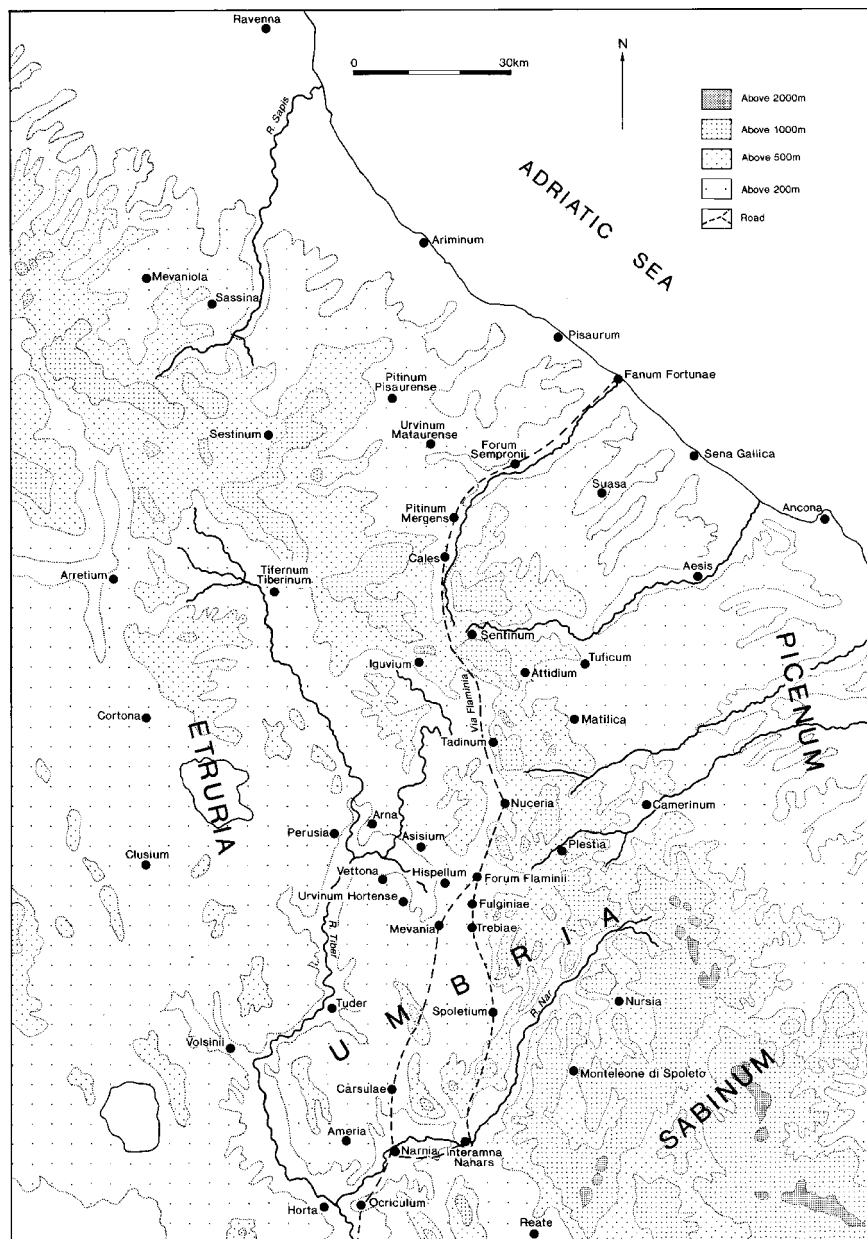 Ravenna
0 30km
N
Above 2000m
Above 1000m
Above 500m
Above 200m
Road
R. Sapis
ADRIATIC SEA
Ariminum
Mevaniola
Sassina
Pisaurum
Fanum Fortunae
Pitinum
Pisaurense
Sestinum
Urvinum
Mataurense
Forum
Sempronii
Sena Gallica
Suasa
Pitinum
Mergens
Ancona
Cales
Arretium
Tifernum
Tiberinum
Aesis
Sentinum
Iguvium
Attidium
Tuficum
PICENUM
Cortona
Matilica
Via Flaminia
ETRURIA
Tadinum
Nuceria
Camerinum
Arna
Perusia
Asisium
Plestia
Clusium
Vettona
Hispellum
Forum Flaminii
Urvinum Hortense
Fulginiae
Mevania
Trebiae
R. Tiber
UMBRIA
R. Nar
Tuder
Spoletium
Nursia
Volsinii
Monteleone di Spoleto
Carsulae
SABINUM
Ameria
Narnia
Interamna
Nahars
Horta
Ocriculum
Reate